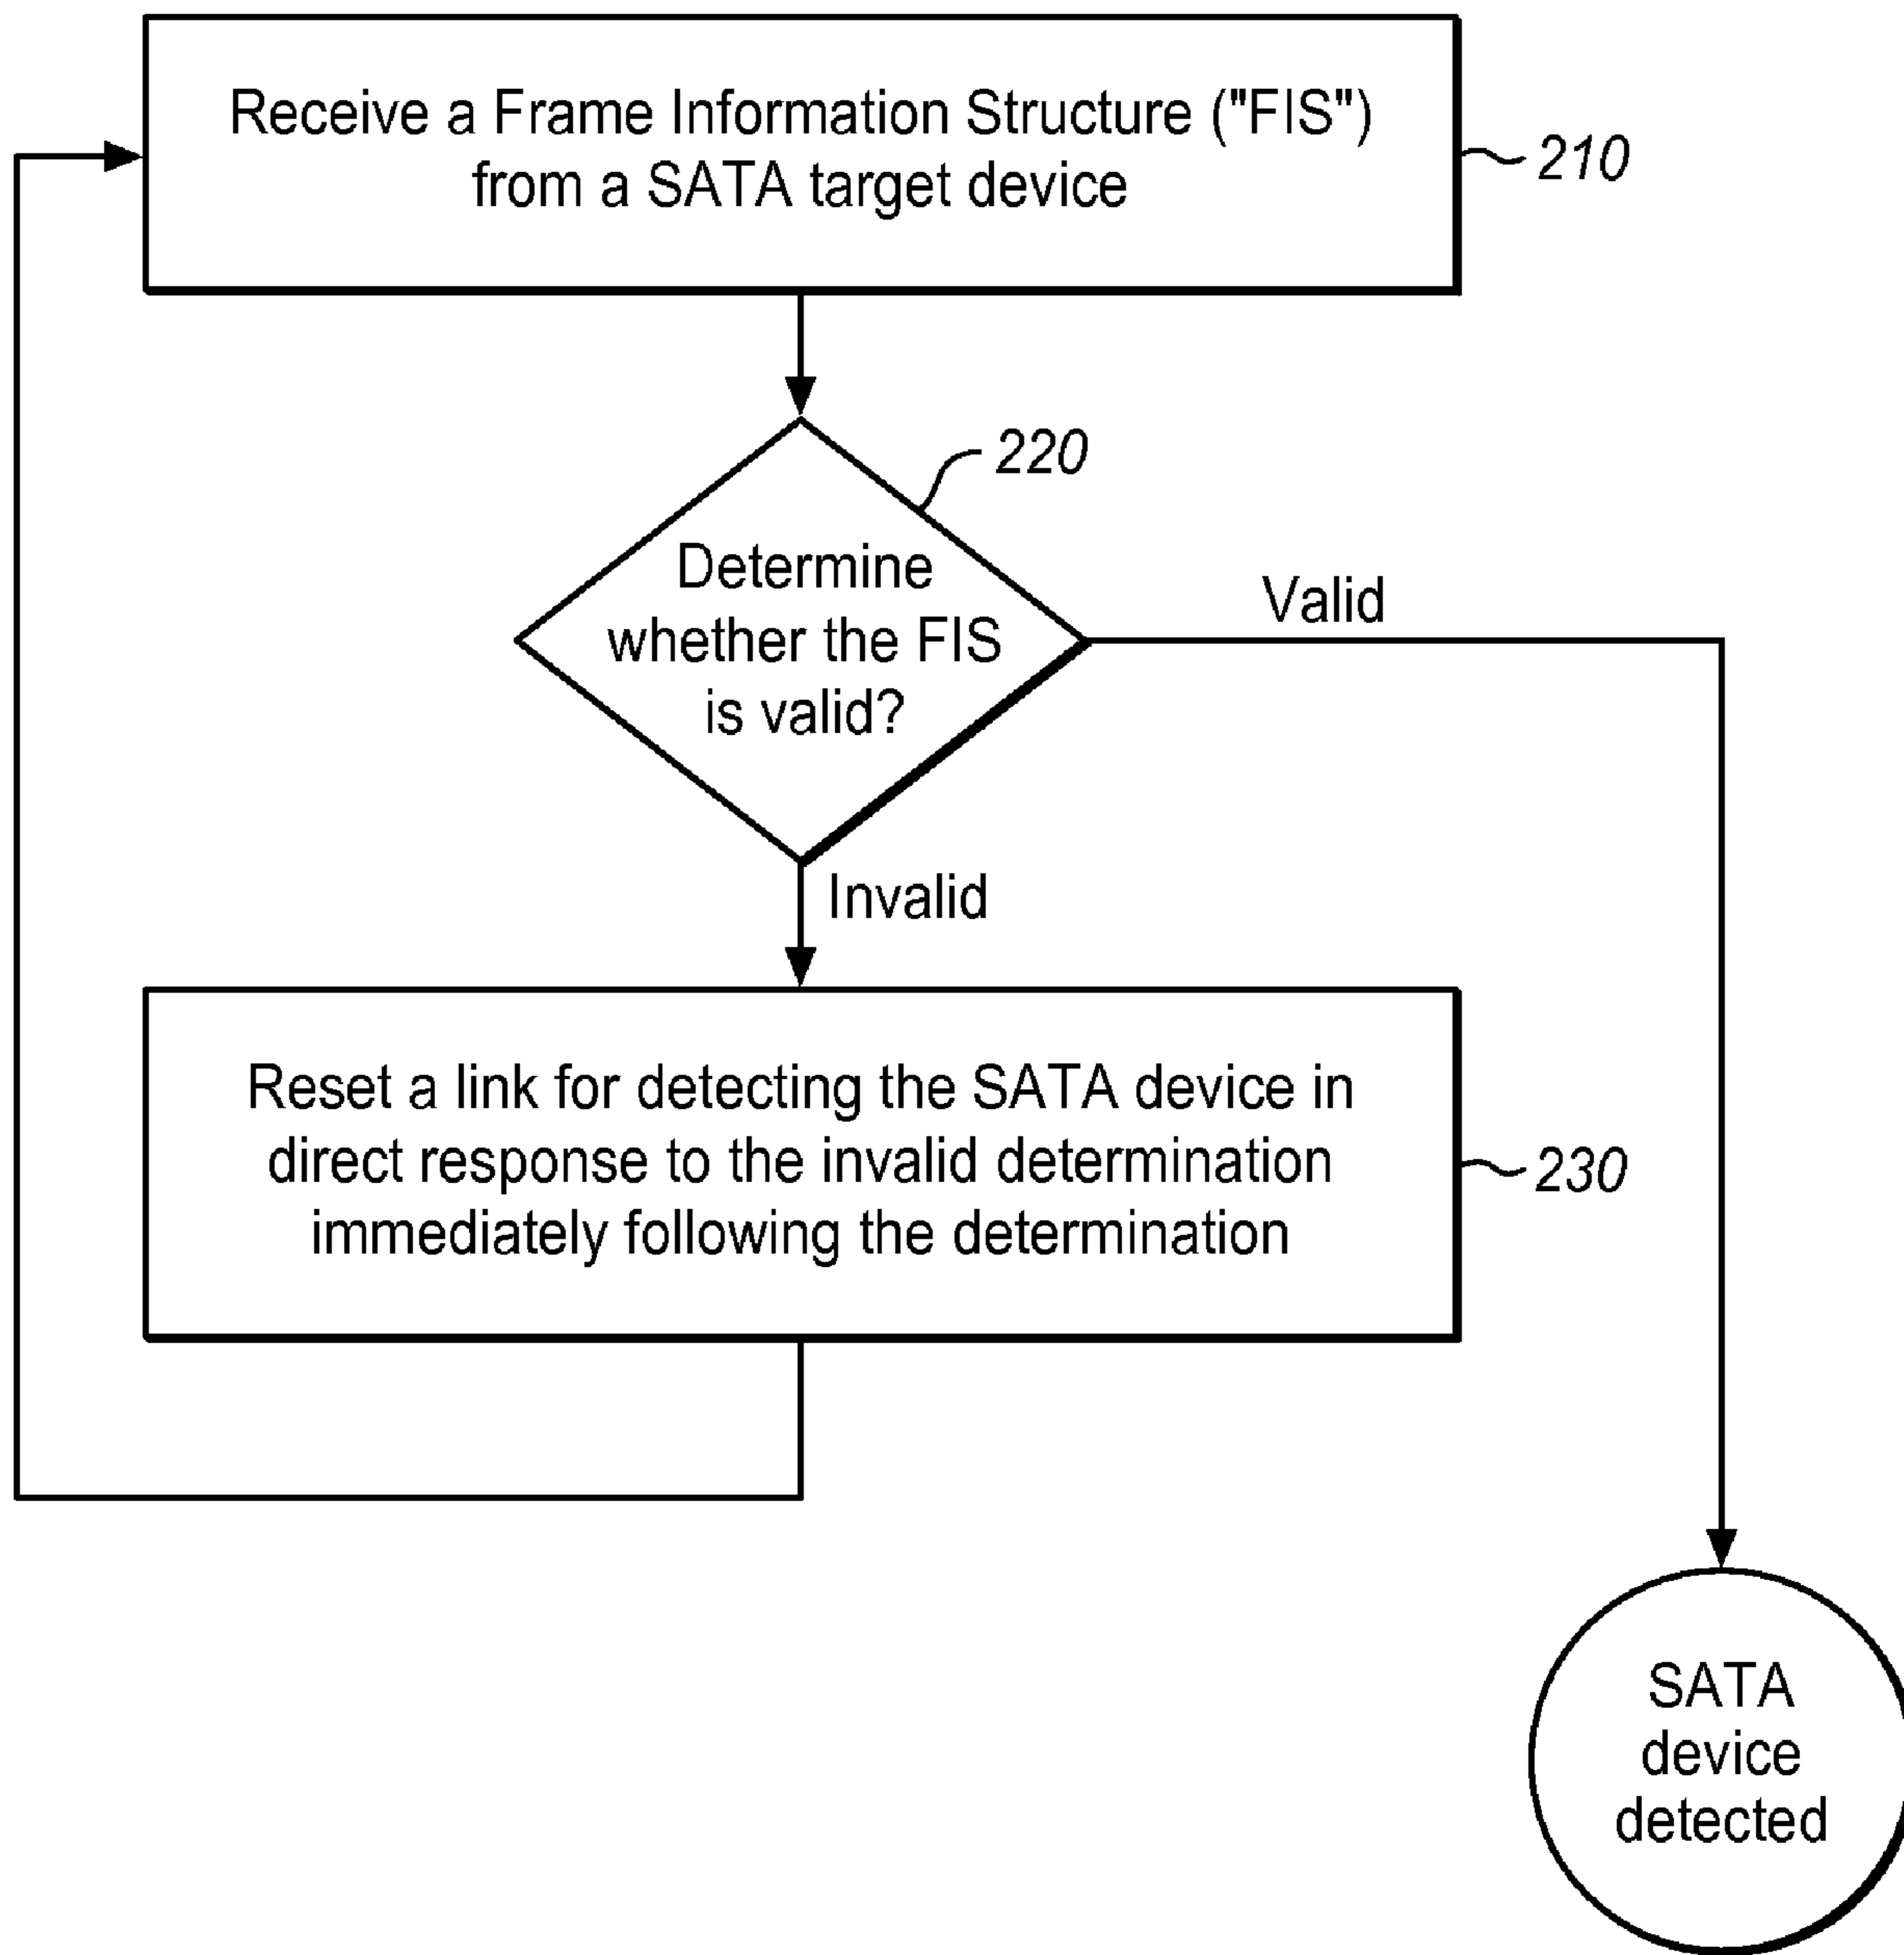 Receive a Frame Information Structure ("FIS")
from a SATA target device
210
220
Determine
whether the FIS
is valid?
Valid
Invalid
Reset a link for detecting the SATA device in
direct response to the invalid determination
immediately following the determination
230
SATA
device
detected